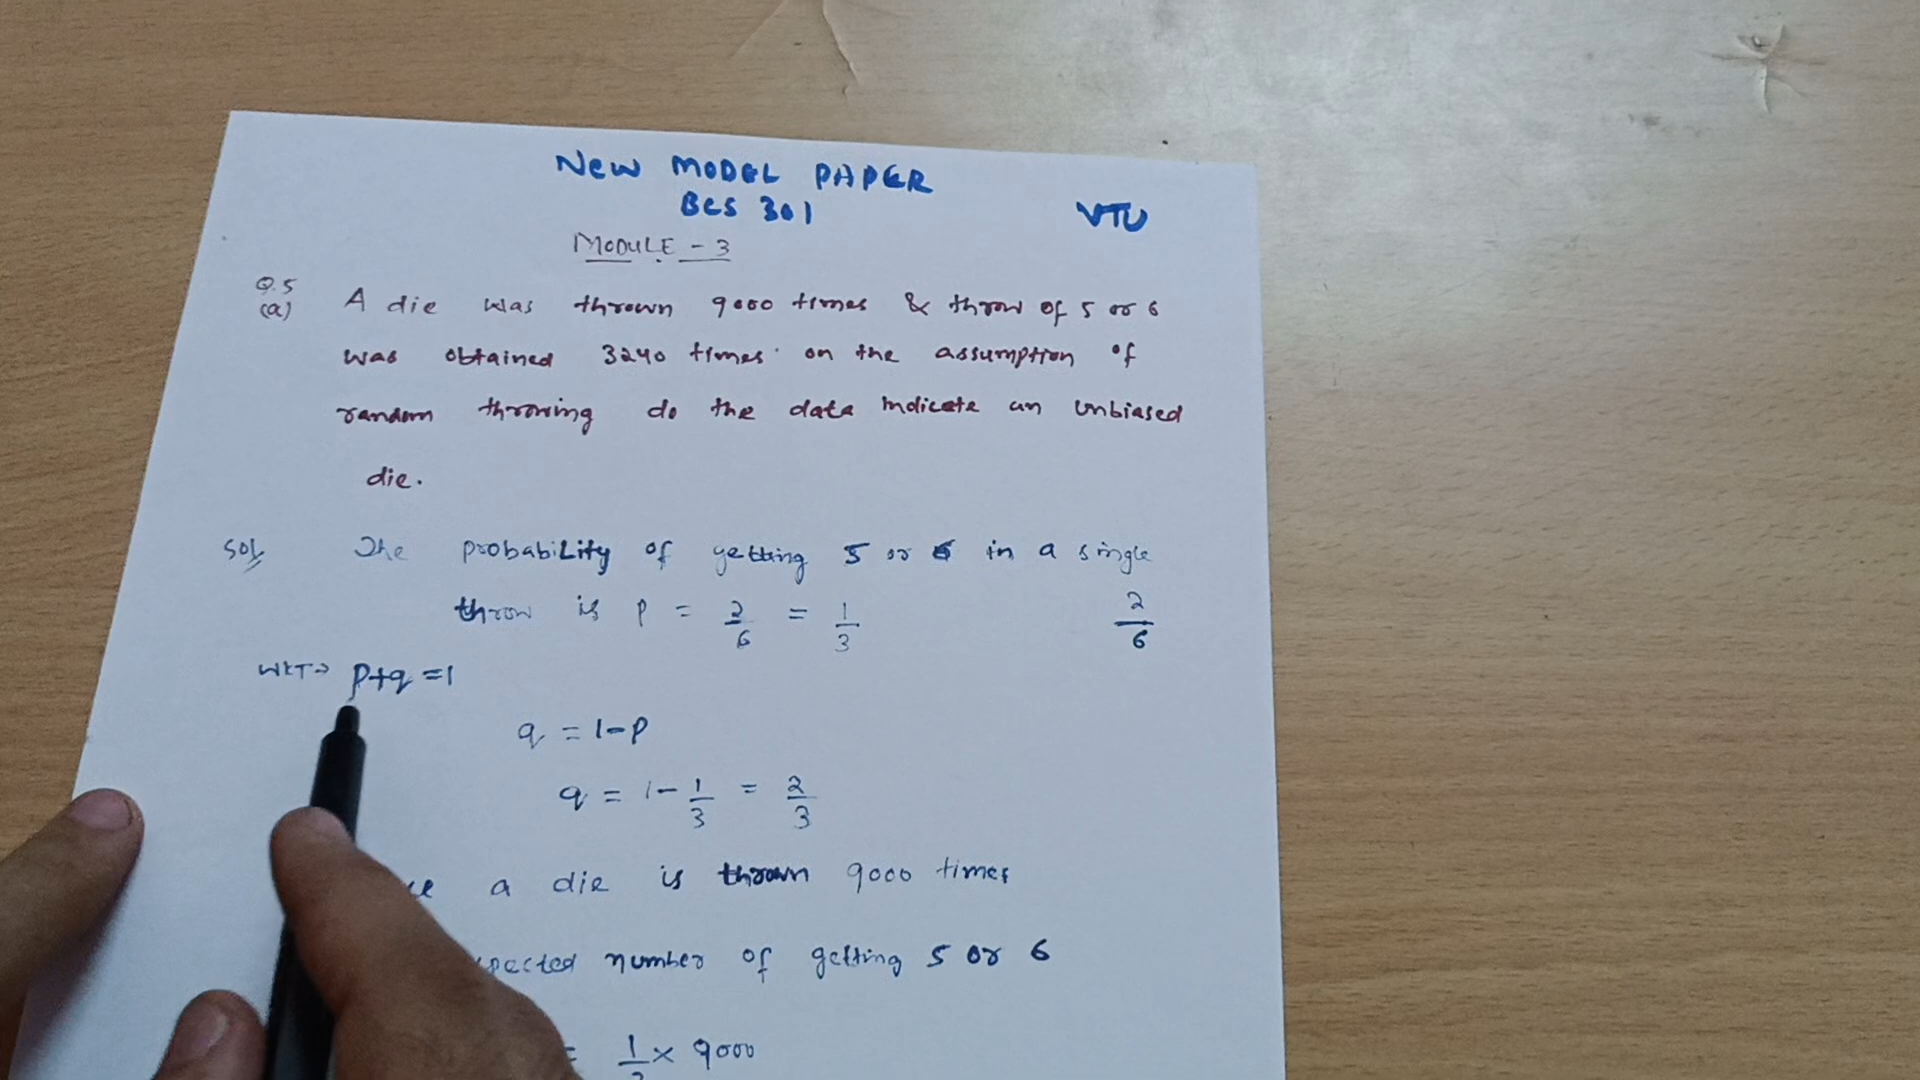 New MODEL PAPER
BCS 301 VTU
MODULE - 3
Q.5
(a) A die was thrown 9000 times & throw of 5 or 6
was obtained 3240 times. on the assumption of
random throwing do the data indicate an unbiased
die.
Sol The probability of getting 5 or 6 in a single
throw is p = 2/6 = 1/3 2/6
WKT→ p+q=1
q = 1-p
q = 1 - 1/3 = 2/3
a die is thrown 9000 times
number of getting 5 or 6
= 1/3 × 9000